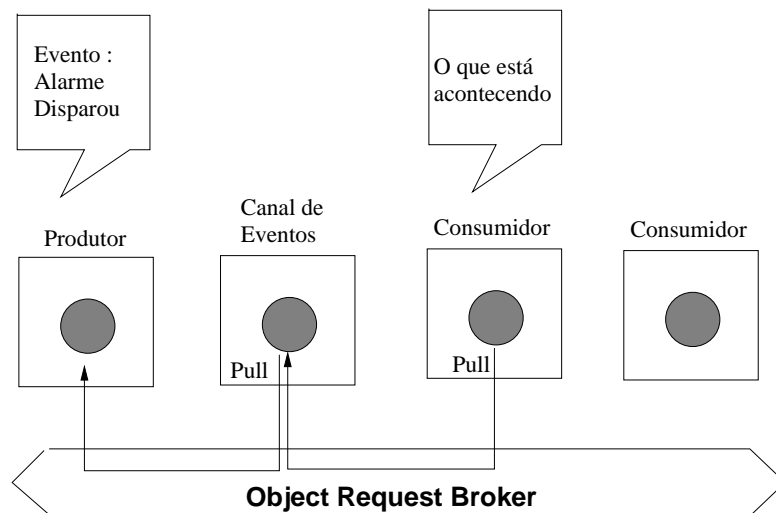 Evento :
Alarme
Disparou
O que está
acontecendo
Produtor
Canal de
Eventos
Consumidor
Consumidor
Pull
Pull
Object Request Broker